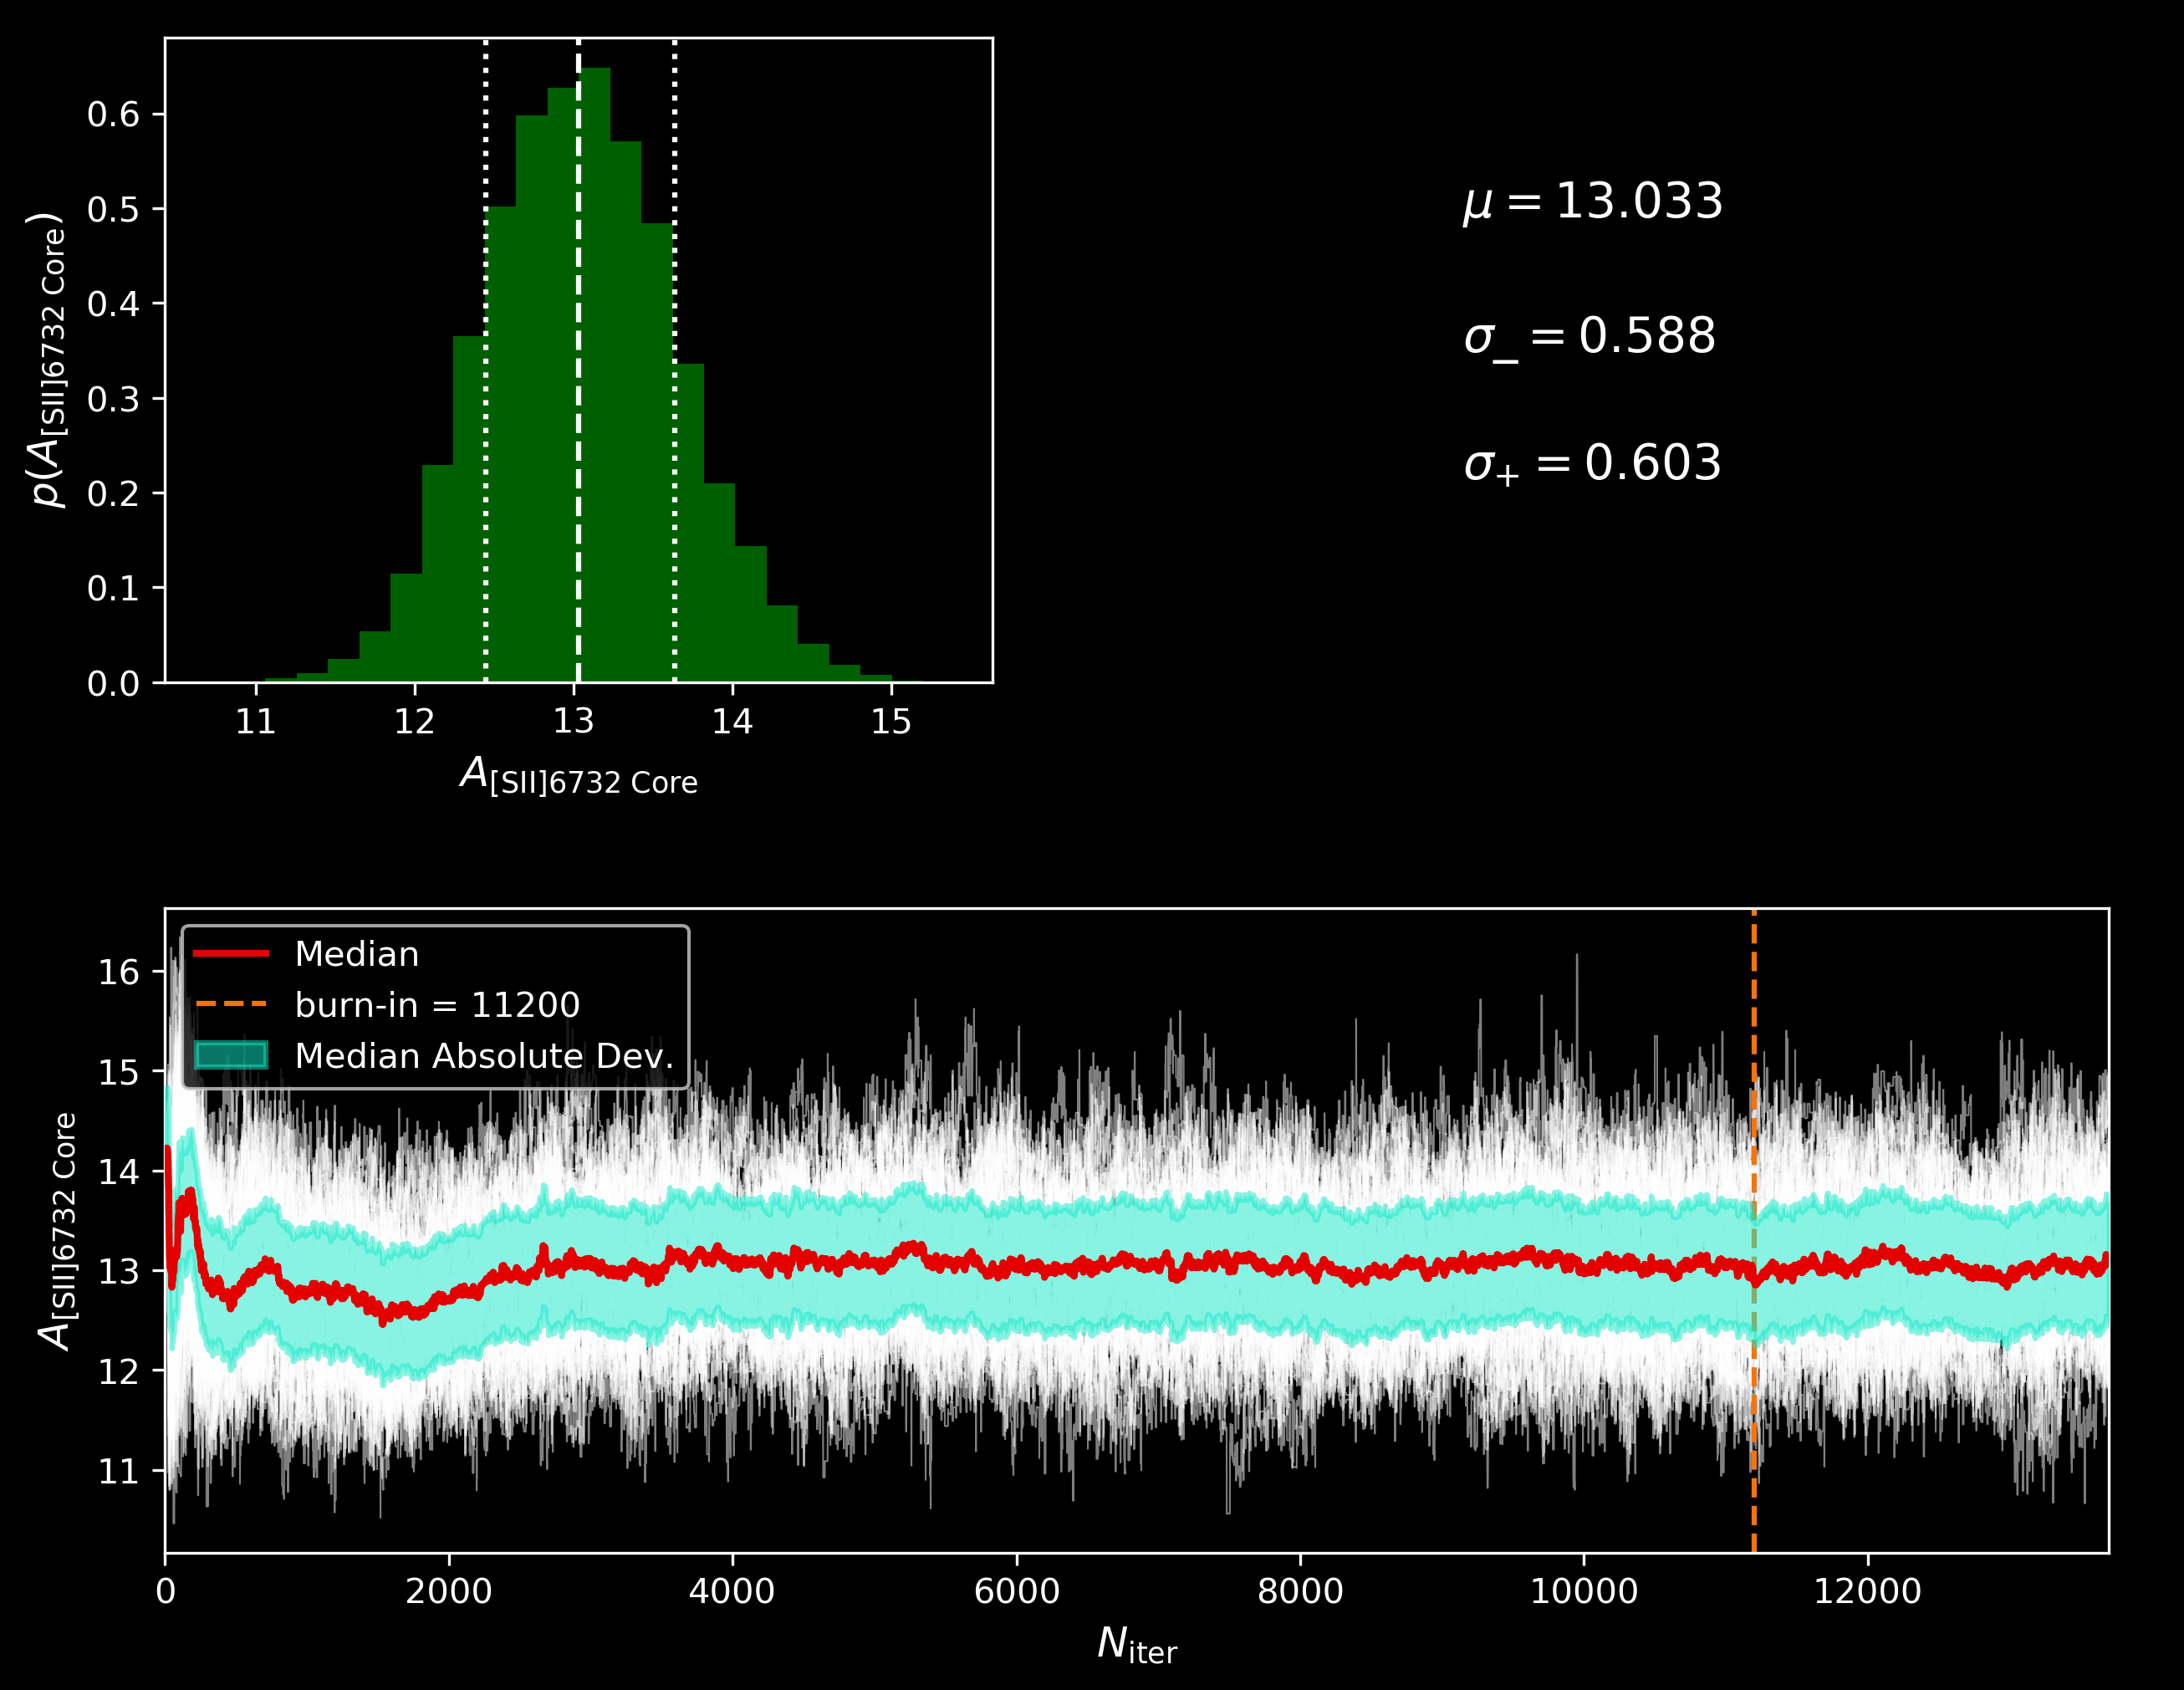 0.6
0.5
0.4
0.3
0.2
0.1
0.0
p(A[SII]6732 Core)
11 12 13 14 15
A[SII]6732 Core
μ = 13.033
σ− = 0.588
σ+ = 0.603
Median
burn-in = 11200
Median Absolute Dev.
16
15
14
13
12
11
A[SII]6732 Core
0 2000 4000 6000 8000 10000 12000
Niter